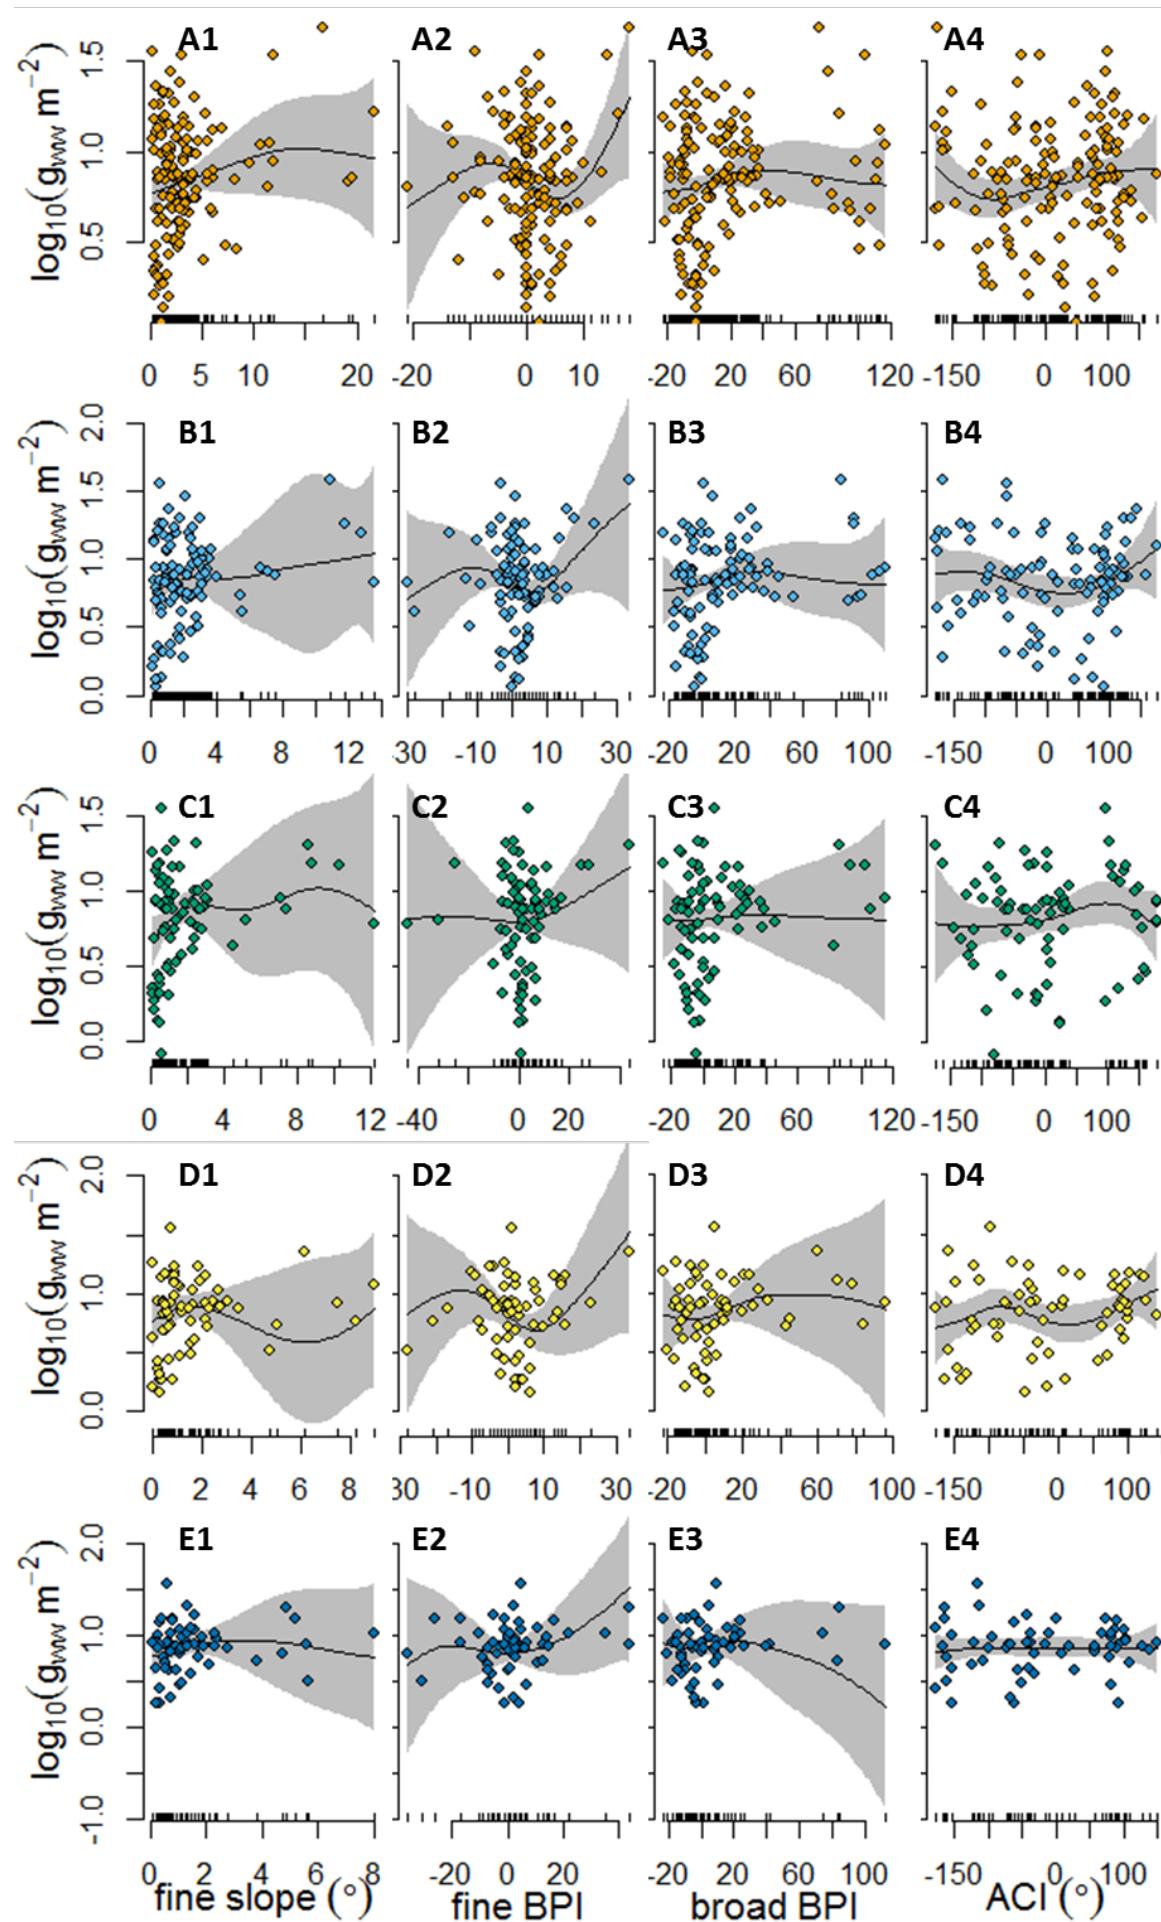 A1 A2 A3 A4
log10(gWW m−2)
0.5 1.0 1.5
0 5 10 20 -20 0 10 -20 20 60 120 -150 0 100
B1 B2 B3 B4
log10(gWW m−2)
0.0 0.5 1.0 1.5 2.0
0 4 8 12 -30 -10 10 30 -20 20 60 100 -150 0 100
C1 C2 C3 C4
log10(gWW m−2)
0.0 0.5 1.0 1.5
0 4 8 12 -40 0 20 -20 20 60 120 -150 0 100
D1 D2 D3 D4
log10(gWW m−2)
0.0 1.0 2.0
0 2 4 6 8 30 -10 10 30 -20 20 60 100 -150 0 100
E1 E2 E3 E4
log10(gWW m−2)
-1.0 0.0 1.0 2.0
0 2 4 6 8 -20 0 20 -20 20 60 100 -150 0 100
fine slope (°) fine BPI broad BPI ACI (°)